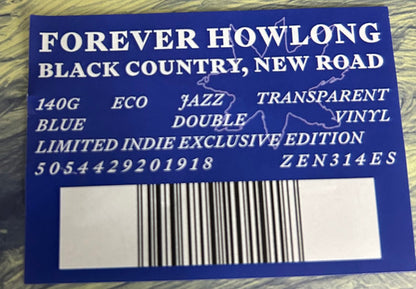 FOREVER HOWLONG
BLACK COUNTRY, NEW ROAD
140G ECO JAZZ TRANSPARENT
BLUE DOUBLE VINYL
LIMITED INDIE EXCLUSIVE EDITION
5054429201918 ZEN314ES